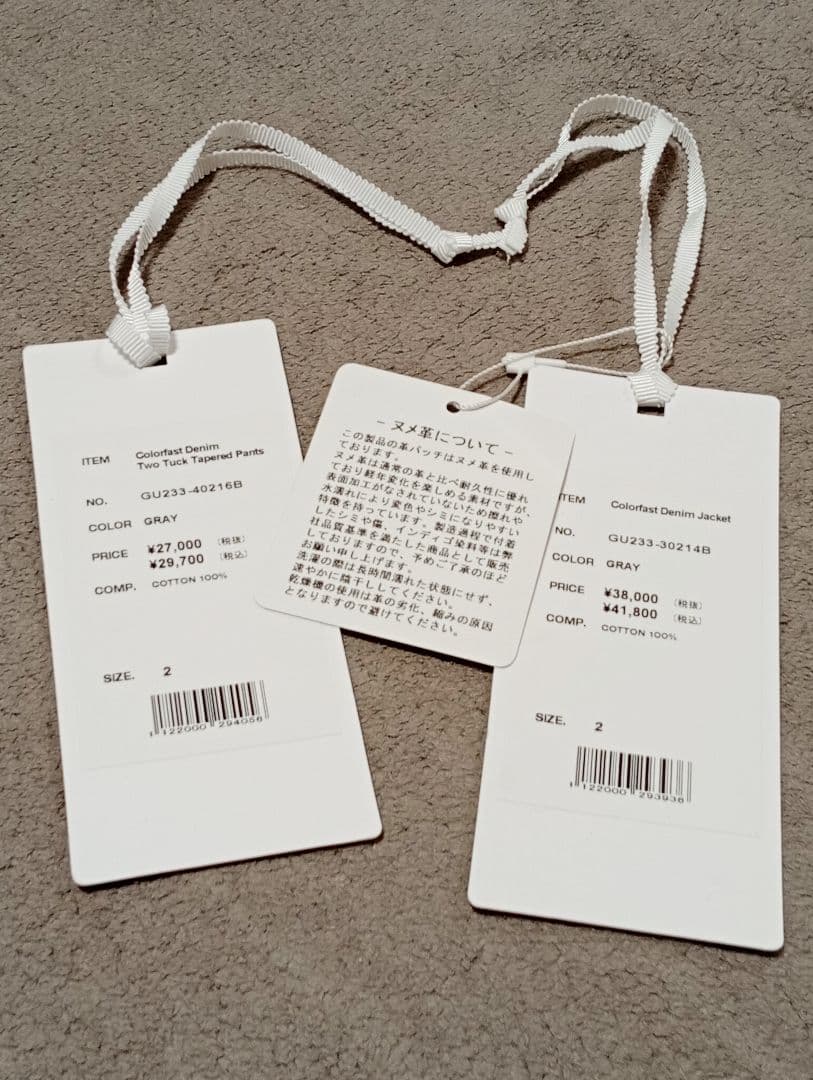 ITEM Colorfast Denim
Two Tuck Tapered Pants
NO. GU233-40216B
COLOR GRAY
PRICE ¥27,000 (税抜)
¥29,700 (税込)
COMP. COTTON 100%
SIZE. 2
1 122000 294056
- ヌメ革について -
この製品の革パッチはヌメ革を使用し
ております。
ヌメ革は通常の革と比べ耐久性に優れ
ており経年変化を楽しめる素材ですが、
表面加工がなされていないため擦れや
水濡れにより変色やシミになりやすい
特徴を持っています。製造過程で付着
したシミや傷、インディゴ染料等は弊
社品質基準を満たした商品として販売
しておりますので、予めご了承のほど
お願い申し上げます。
洗濯の際は長時間濡れた状態にせず、
速やかに陰干ししてください。
乾燥機の使用は革の劣化、縮みの原因
となりますので避けてください。
ITEM Colorfast Denim Jacket
NO. GU233-30214B
COLOR GRAY
PRICE ¥38,000 (税抜)
¥41,800 (税込)
COMP. COTTON 100%
SIZE. 2
1 122000 293936